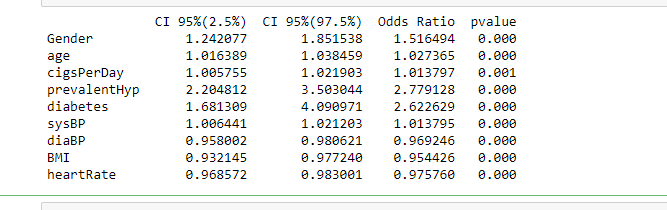 CI 95%(2.5%) CI 95%(97.5%) Odds Ratio pvalue
Gender 1.242077 1.851538 1.516494 0.000
age 1.016389 1.038459 1.027365 0.000
cigsPerDay 1.005755 1.021903 1.013797 0.001
prevalentHyp 2.204812 3.503044 2.779128 0.000
diabetes 1.681309 4.090971 2.622629 0.000
sysBP 1.006441 1.021203 1.013795 0.000
diaBP 0.958002 0.980621 0.969246 0.000
BMI 0.932145 0.977240 0.954426 0.000
heartRate 0.968572 0.983001 0.975760 0.000